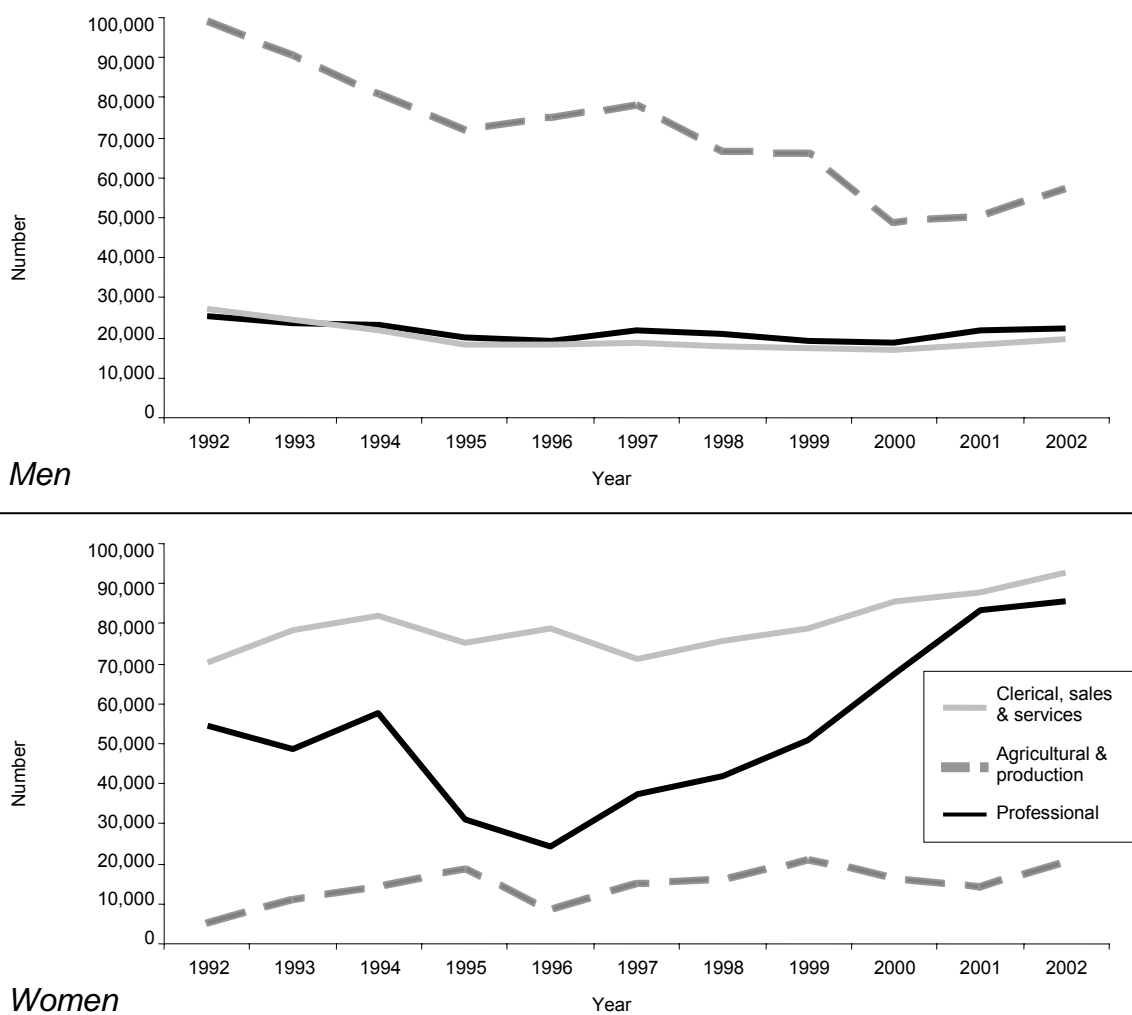 100,000
90,000
80,000
70,000
60,000
50,000
40,000
30,000
20,000
10,000
0
Number
1992 1993 1994 1995 1996 1997 1998 1999 2000 2001 2002
Men
Year
100,000
90,000
80,000
70,000
60,000
50,000
40,000
30,000
20,000
10,000
0
Number
Clerical, sales
& services
Agricultural &
production
Professional
1992 1993 1994 1995 1996 1997 1998 1999 2000 2001 2002
Women
Year